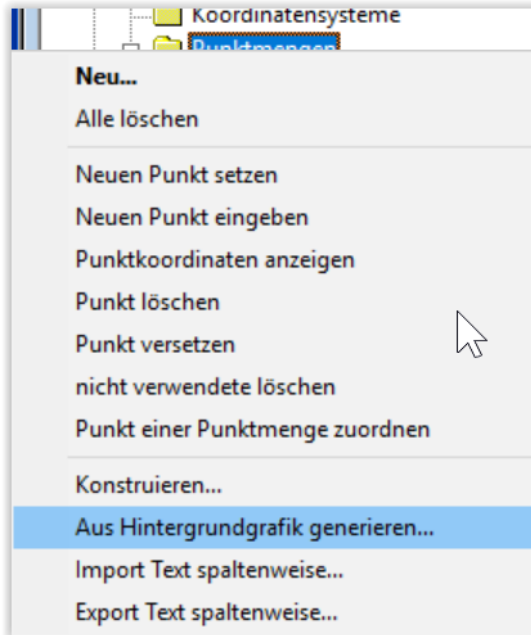 Koordinatensysteme
Punktmengen
Neu...
Alle löschen
Neuen Punkt setzen
Neuen Punkt eingeben
Punktkoordinaten anzeigen
Punkt löschen
Punkt versetzen
nicht verwendete löschen
Punkt einer Punktmenge zuordnen
Konstruieren...
Aus Hintergrundgrafik generieren...
Import Text spaltenweise...
Export Text spaltenweise...